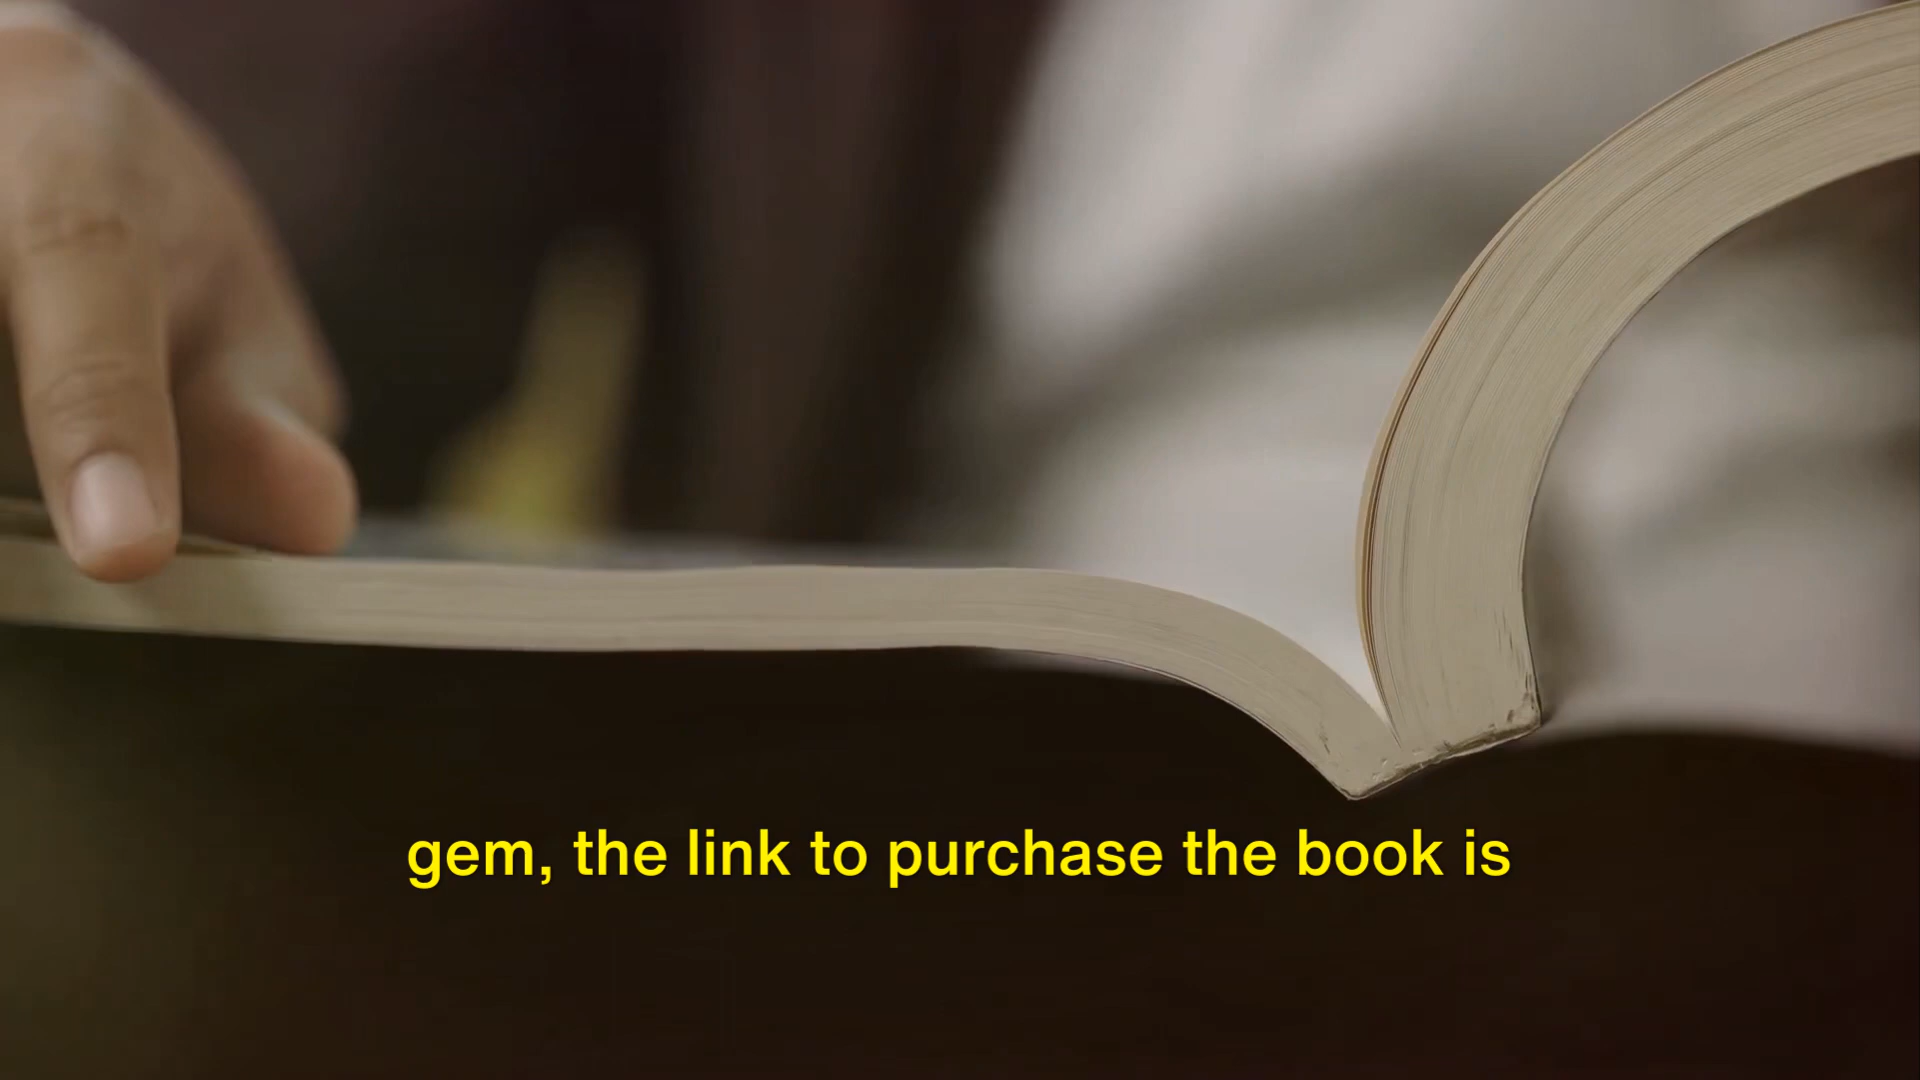 gem, the link to purchase the book is